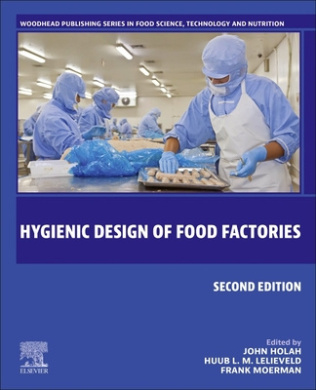 WOODHEAD PUBLISHING SERIES IN FOOD SCIENCE, TECHNOLOGY AND NUTRITION
HYGIENIC DESIGN OF FOOD FACTORIES
SECOND EDITION
Edited by
JOHN HOLAH
HUUB L. M. LELIEVELD
FRANK MOERMAN
ELSEVIER